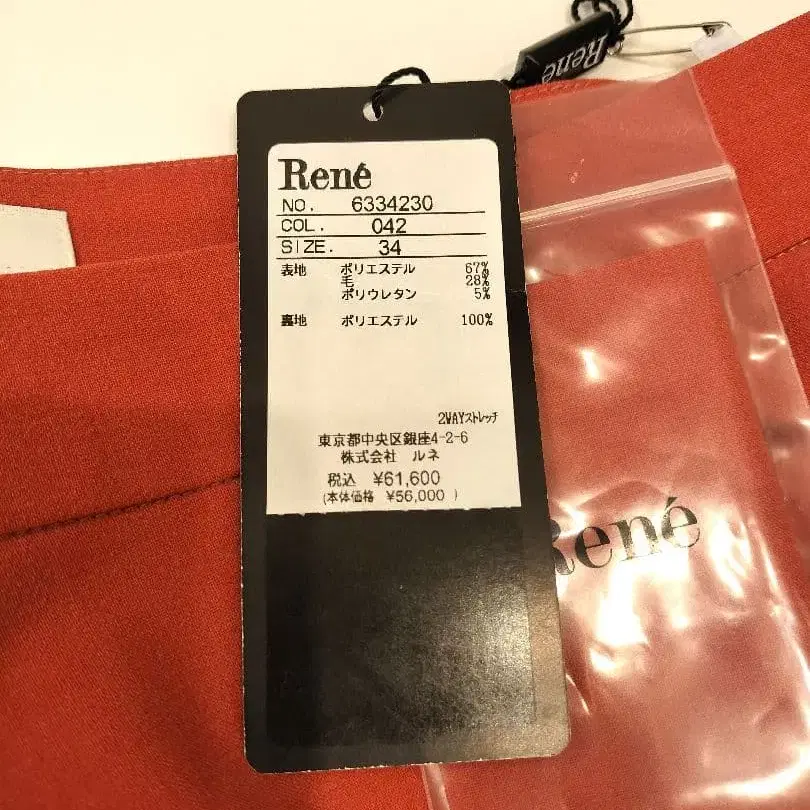 René
René
NO. 6334230
COL. 042
SIZE. 34
表地 ポリエステル 67%
毛 28%
ポリウレタン 5%
裏地 ポリエステル 100%
2WAYストレッチ
東京都中央区銀座4-2-6
株式会社 ルネ
税込 ¥61,600
(本体価格 ¥56,000 )
René